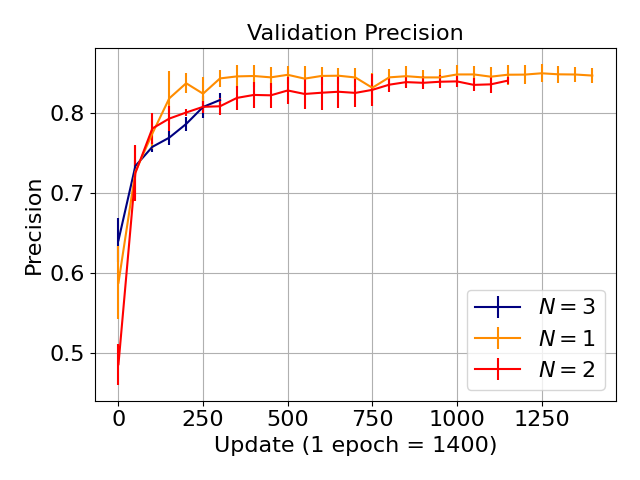 Validation Precision
Precision
0.8
0.7
0.6
0.5
0 250 500 750 1000 1250
Update (1 epoch = 1400)
N = 3
N = 1
N = 2